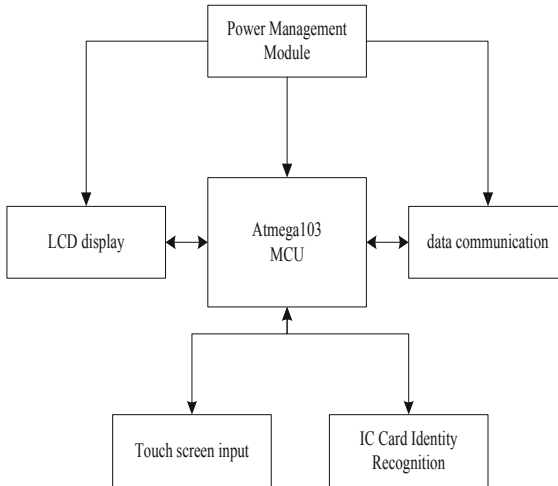 Power Management
Module
LCD display
Atmega103
MCU
data communication
Touch screen input
IC Card Identity
Recognition